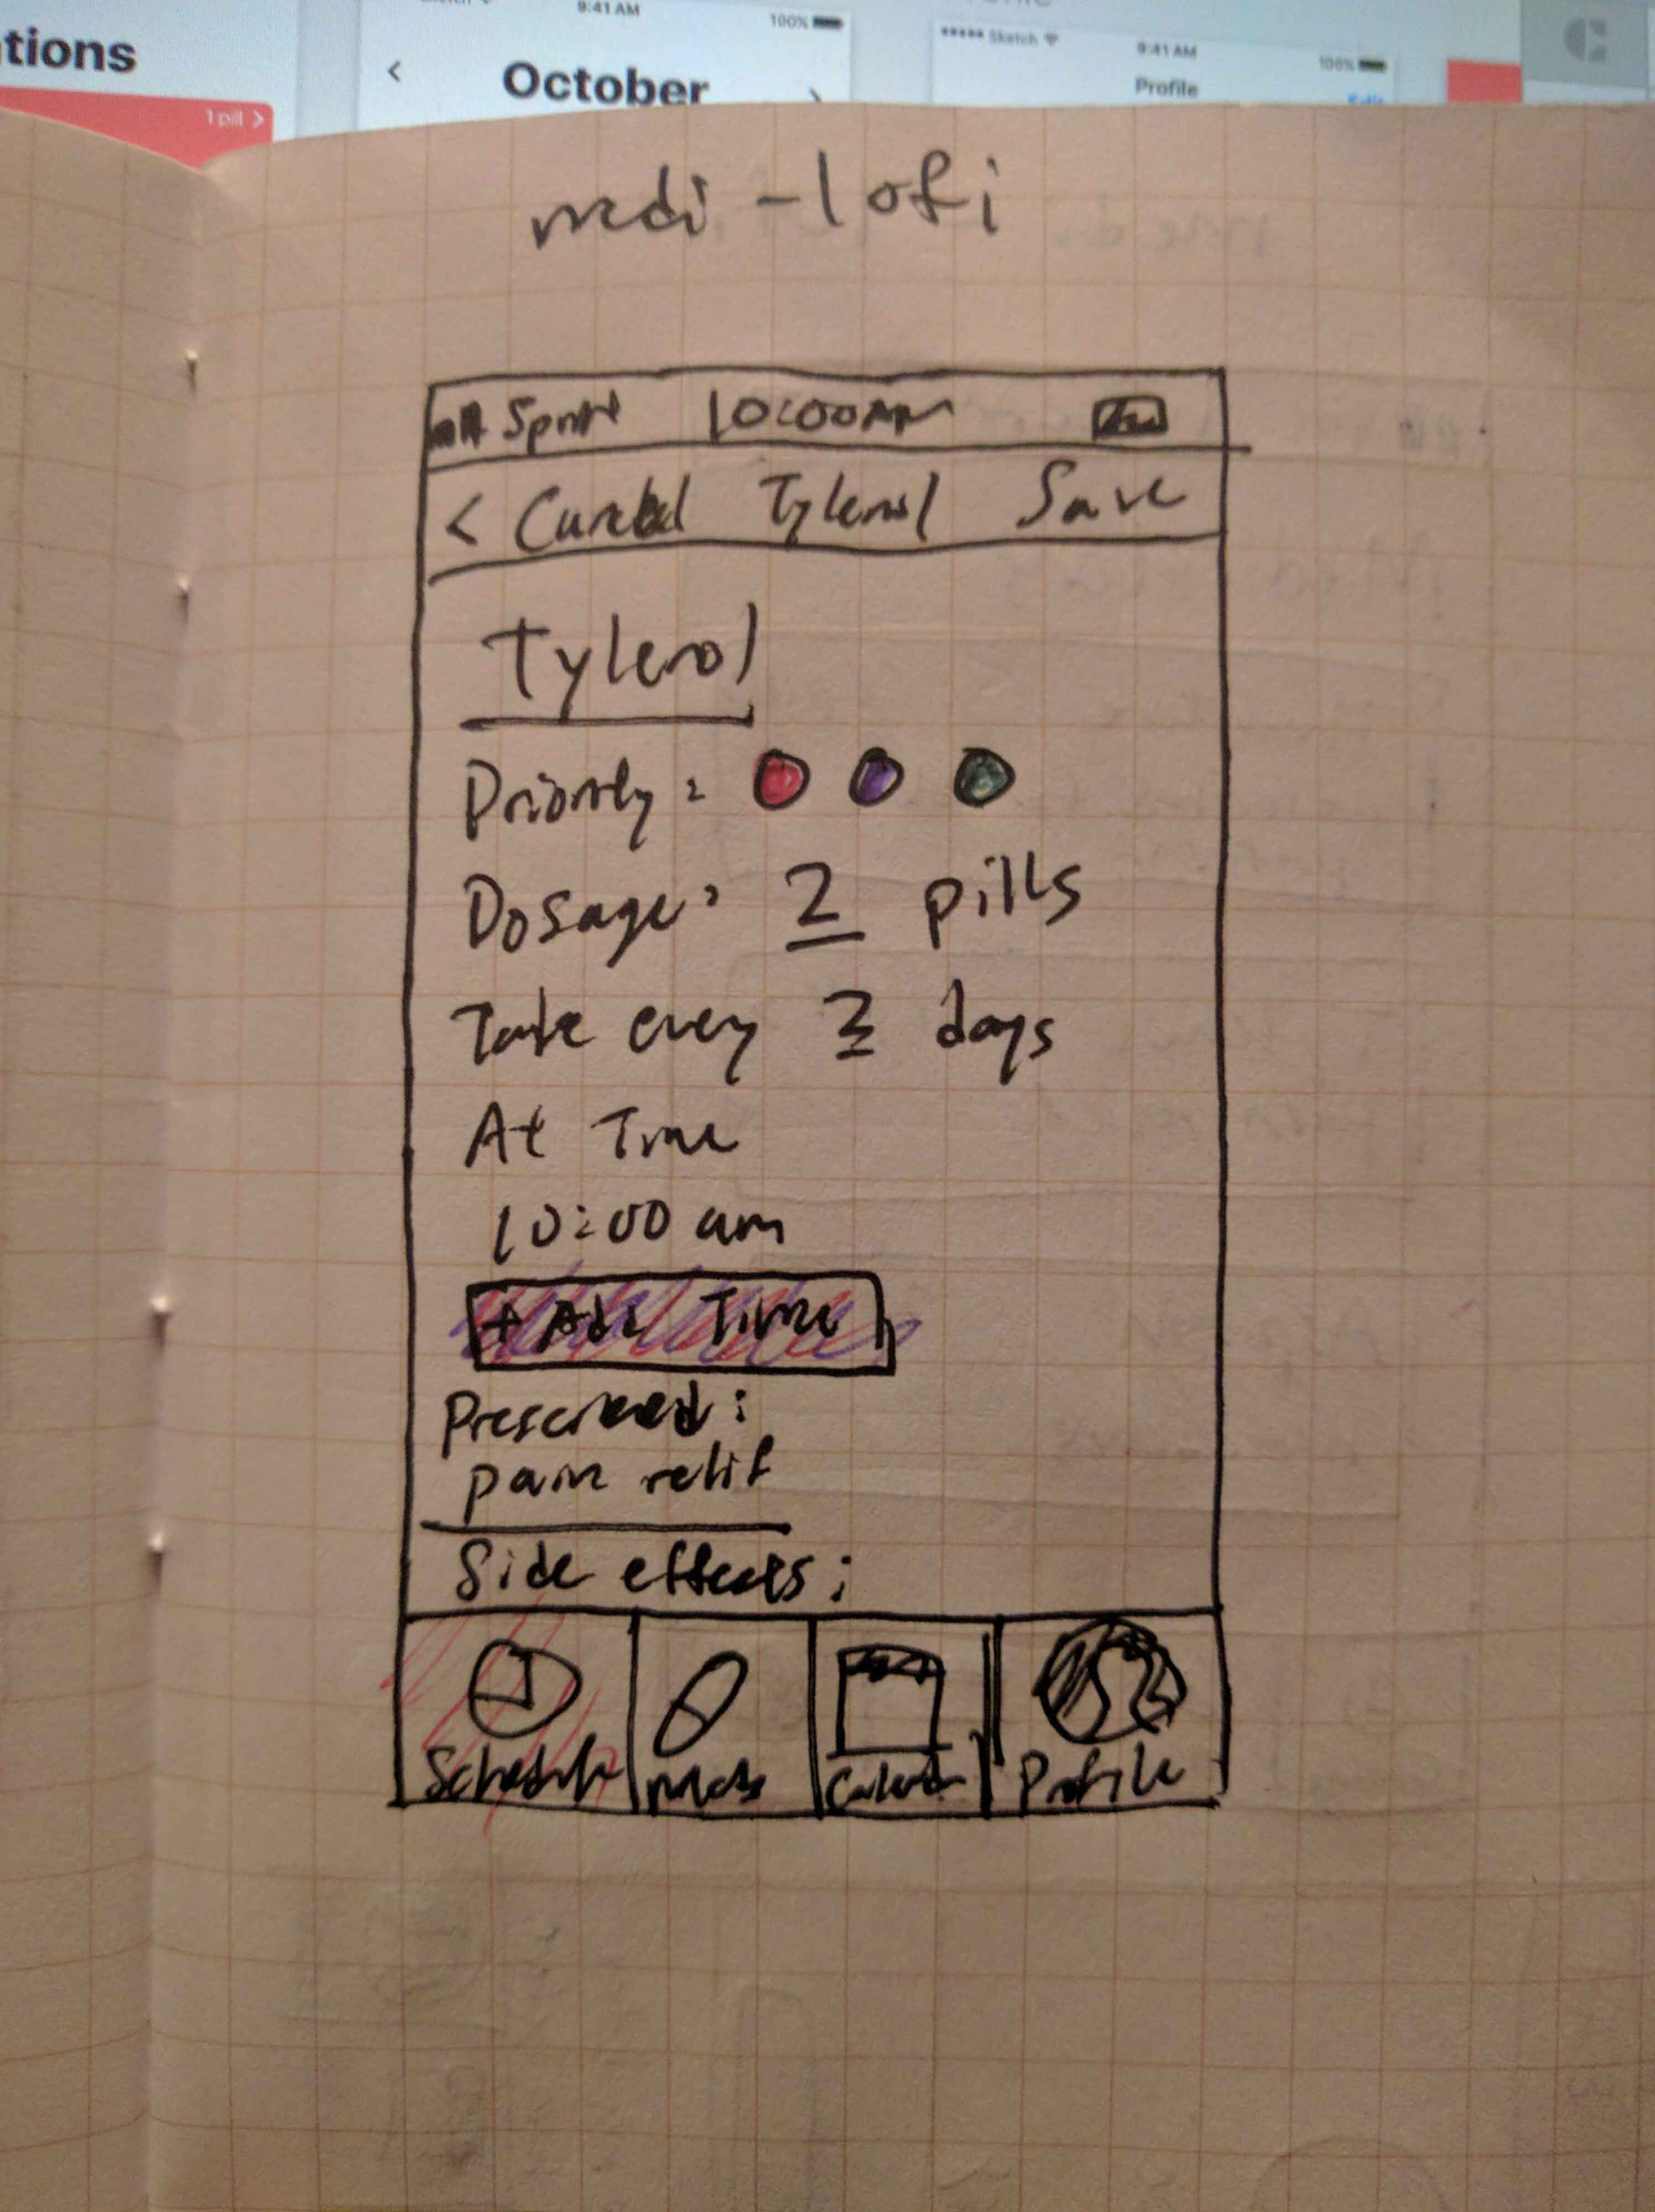 tions
1 pill >
9:41 AM
100%
< October >
Sketch
9:41 AM
100%
Profile
Edit
medi-lofi
Sprint 10:00AM
< Cancel Tylenol Save
Tylenol
Priority:
Dosage: 2 pills
Take every 2 days
At Time
10:00 am
+ Add Time
Prescribed:
pain relif
Side effects:
Schedule Meds Calendar Profile